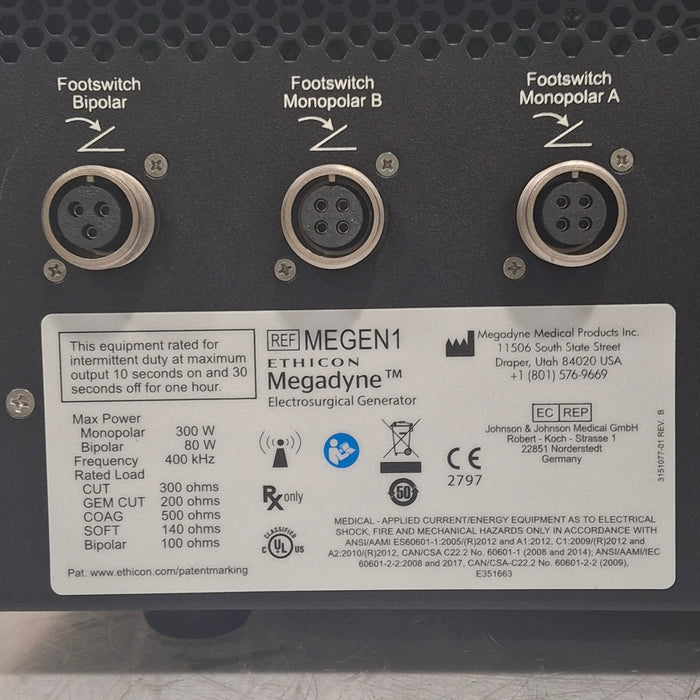 Footswitch
Bipolar
Footswitch
Monopolar B
Footswitch
Monopolar A
This equipment rated for
intermittent duty at maximum
output 10 seconds on and 30
seconds off for one hour.
Max Power
Monopolar 300 W
Bipolar 80 W
Frequency 400 kHz
Rated Load
CUT 300 ohms
GEM CUT 200 ohms
COAG 500 ohms
SOFT 140 ohms
Bipolar 100 ohms
Pat. www.ethicon.com/patentmarking
REF MEGEN1
ETHICON
Megadyne™
Electrosurgical Generator
Rx only
CLASSIFIED
C UL US
50
CE
2797
Megadyne Medical Products Inc.
11506 South State Street
Draper, Utah 84020 USA
+1 (801) 576-9669
EC REP
Johnson & Johnson Medical GmbH
Robert - Koch - Strasse 1
22851 Norderstedt
Germany
3151077-01 REV. B
MEDICAL - APPLIED CURRENT/ENERGY EQUIPMENT AS TO ELECTRICAL
SHOCK, FIRE AND MECHANICAL HAZARDS ONLY IN ACCORDANCE WITH
ANSI/AAMI ES60601-1:2005/(R)2012 and A1:2012, C1:2009/(R)2012 and
A2:2010/(R)2012, CAN/CSA C22.2 No. 60601-1 (2008 and 2014); ANSI/AAMI/IEC
60601-2-2:2008 and 2017, CAN/CSA-C22.2 No. 60601-2-2 (2009),
E351663